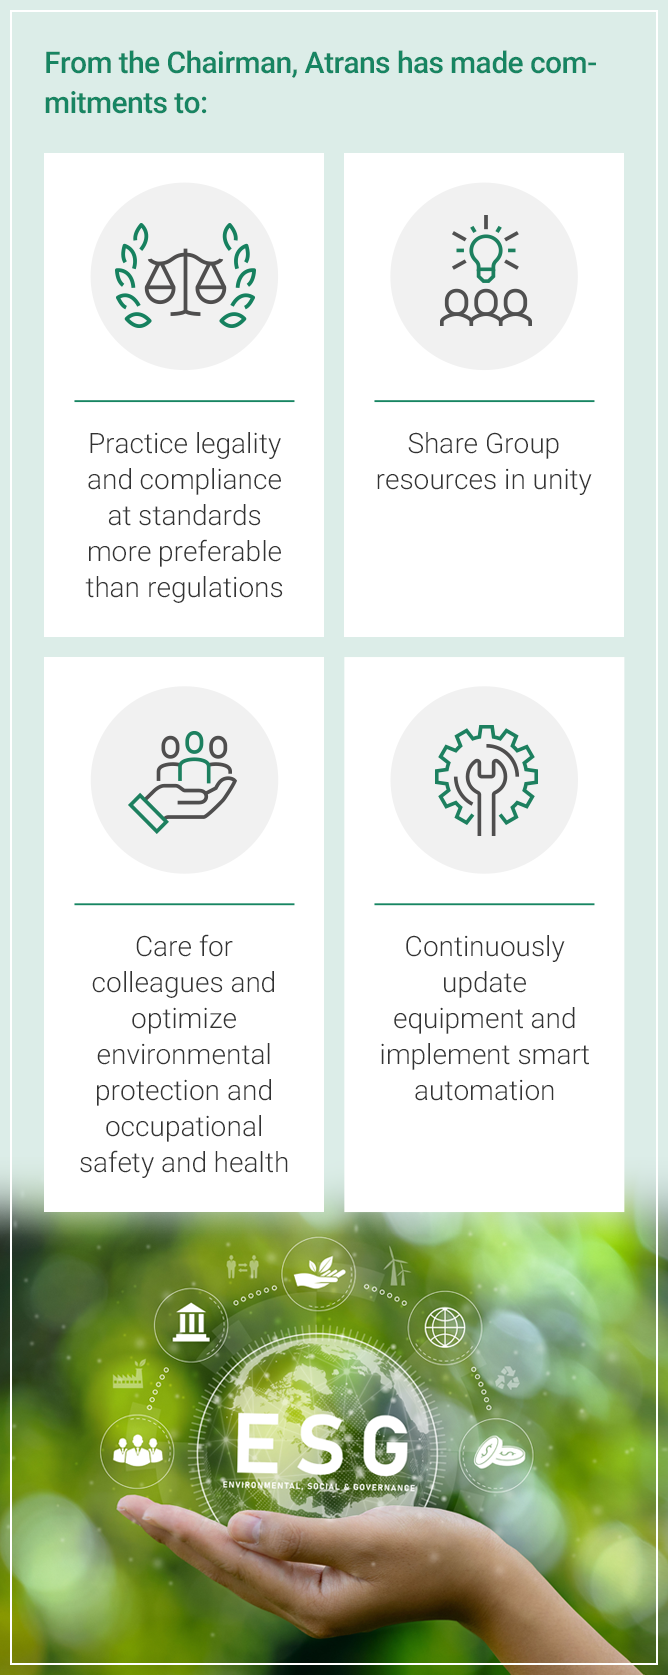 From the Chairman, Atrans has made com-
mitments to:
Practice legality
and compliance
at standards
more preferable
than regulations
Share Group
resources in unity
Care for
colleagues and
optimize
environmental
protection and
occupational
safety and health
Continuously
update
equipment and
implement smart
automation
ESG
ENVIRONMENTAL, SOCIAL & GOVERNANCE